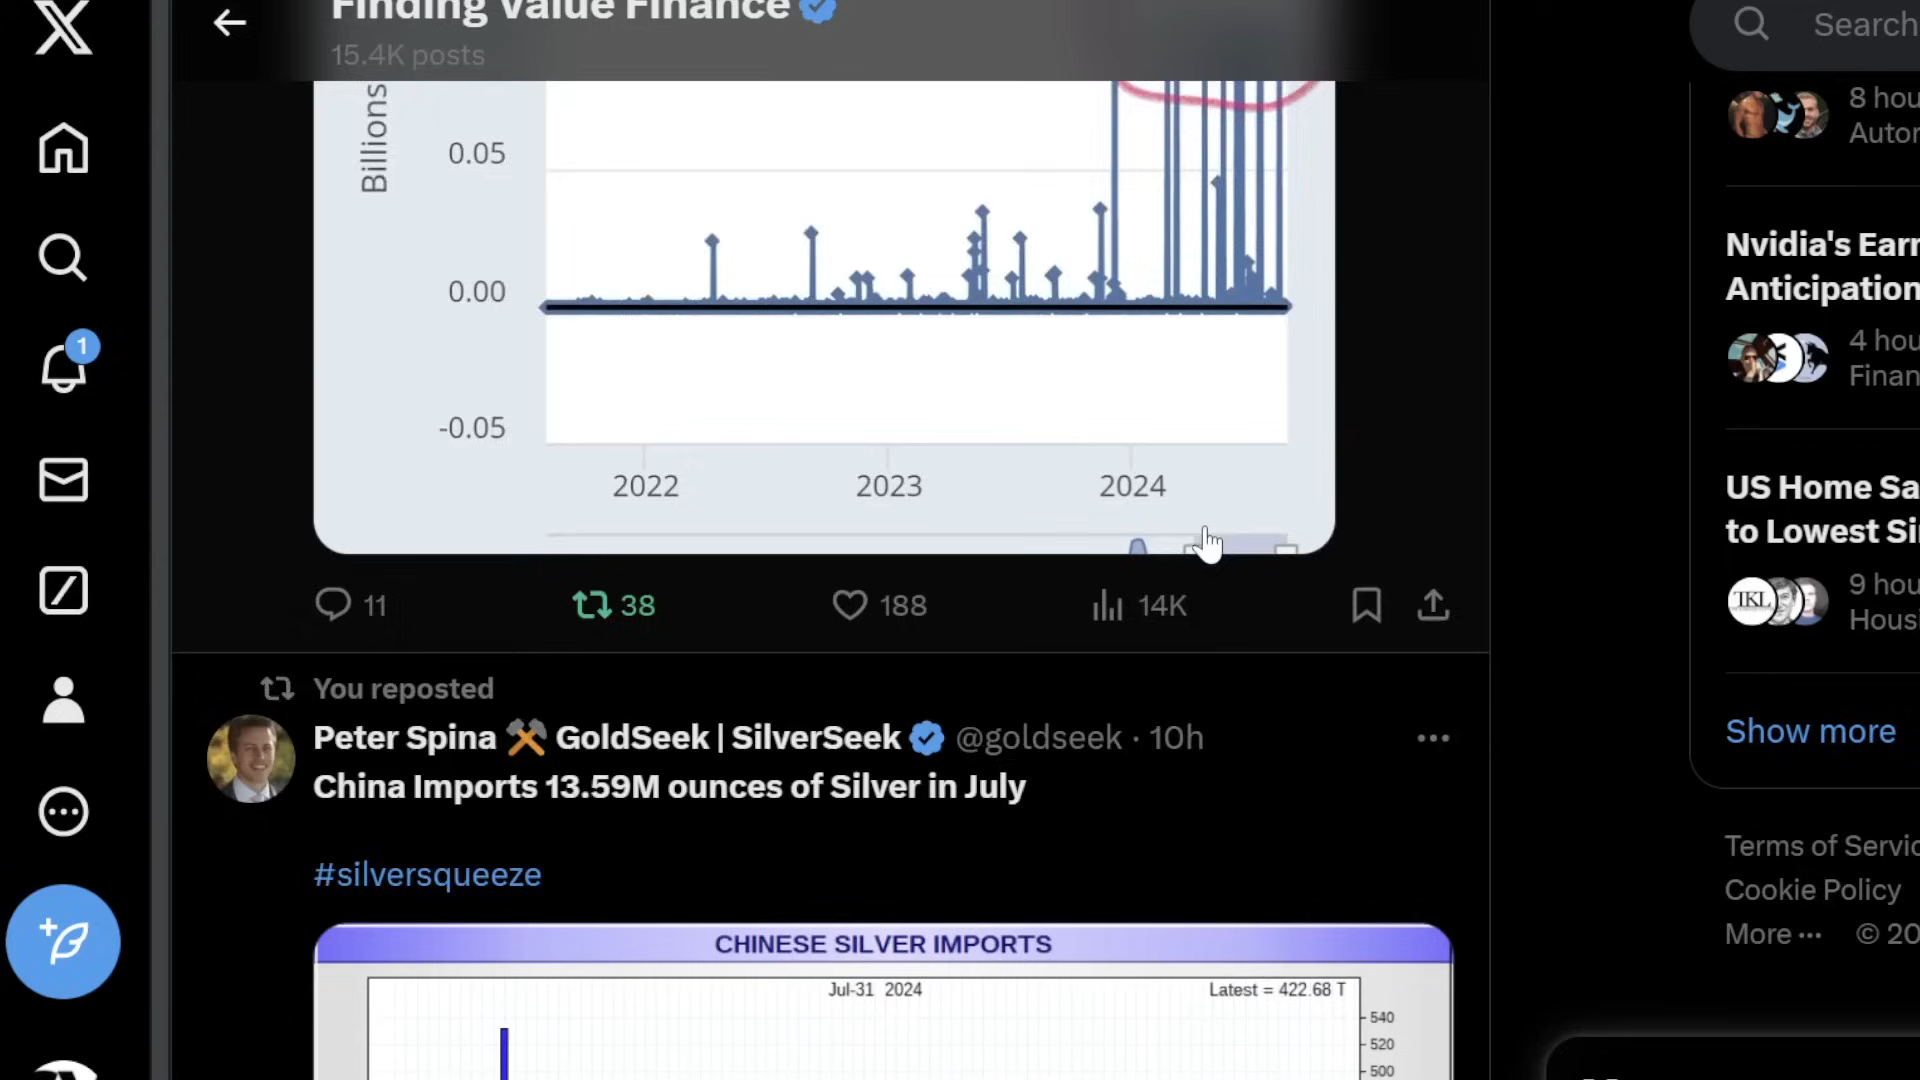 Finding Value Finance
15.4K posts
Search
Billions
0.05
0.00
-0.05
2022 2023 2024
11 38 188 14K
1
You reposted
Peter Spina ⚒ GoldSeek | SilverSeek @goldseek · 10h
China Imports 13.59M ounces of Silver in July
#silversqueeze
CHINESE SILVER IMPORTS
Jul-31 2024
Latest = 422.68 T
540
520
500
8 hou
Autor
Nvidia's Earn
Anticipation
4 hou
Finan
US Home Sa
to Lowest Si
TKL
9 hou
Housi
Show more
Terms of Servic
Cookie Policy
More ··· © 20